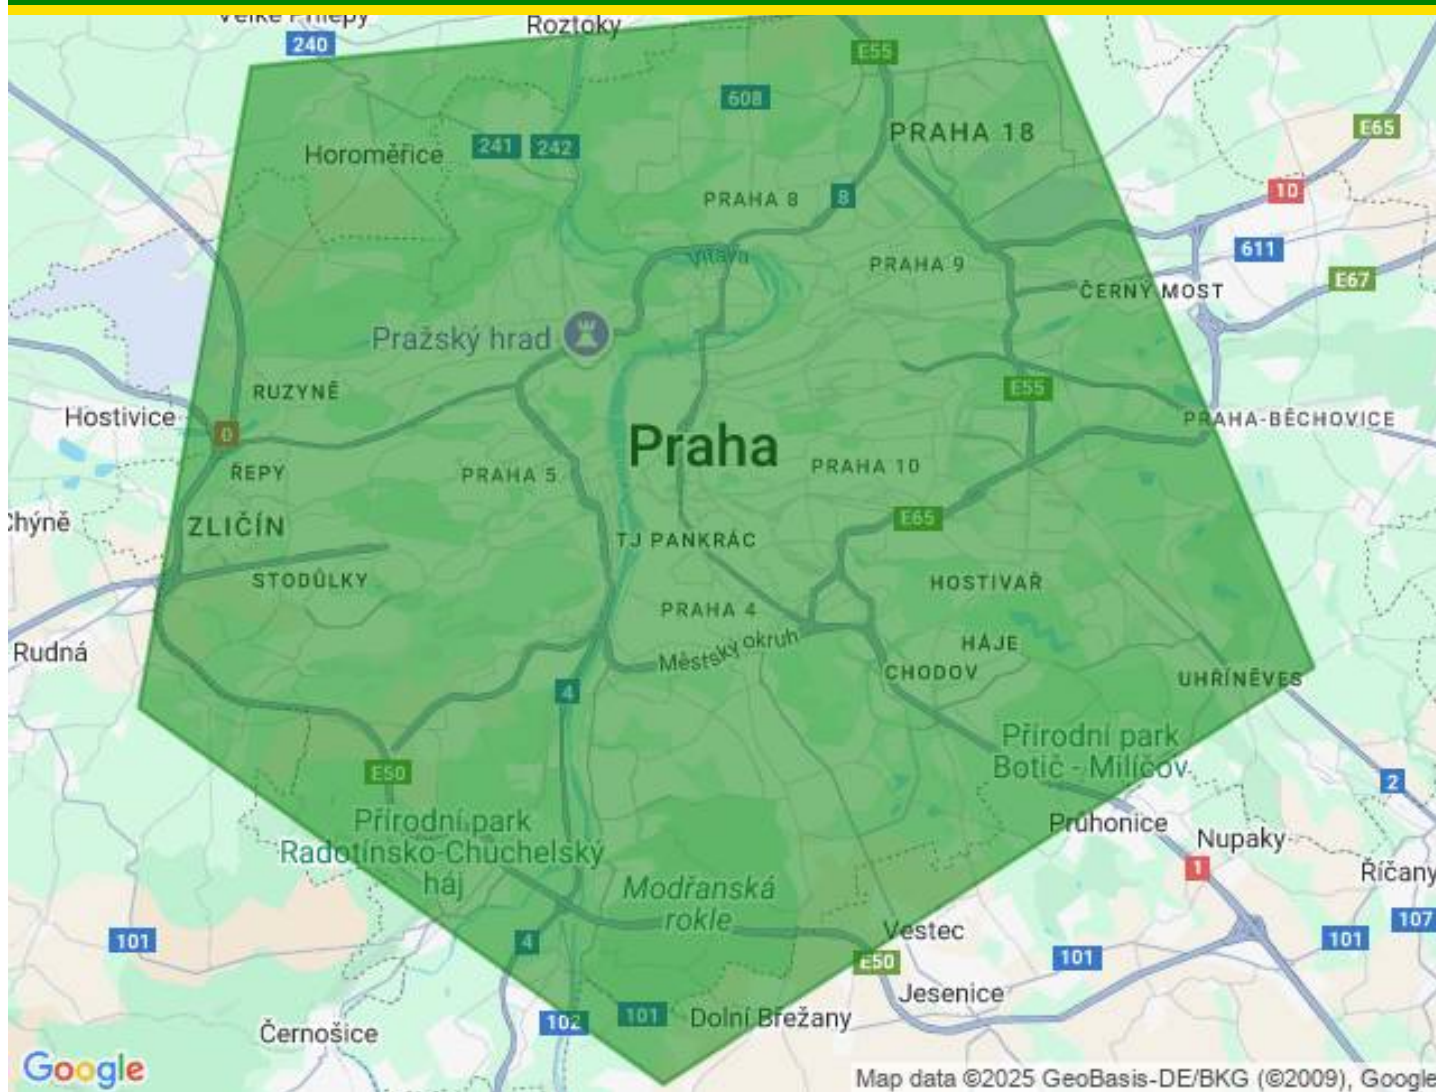 Roztoky
240
E55
608
PRAHA 18
E65
Horoměřice
241
242
10
PRAHA 8
8
611
Vltava
PRAHA 9
E67
ČERNÝ MOST
Pražský hrad
RUZYNĚ
E55
Hostivice
0
PRAHA-BĚCHOVICE
Praha
ŘEPY
PRAHA 5
PRAHA 10
ZLIČÍN
E65
TJ PANKRÁC
STODŮLKY
HOSTIVAŘ
PRAHA 4
Rudná
Městský okruh
HÁJE
CHODOV
UHŘÍNĚVES
4
Přírodní park
Botič - Milíčov
E50
2
Přírodní park
Radotínsko-Chuchelský
háj
Průhonice
Nupaky
1
Říčany
Modřanská
rokle
107
101
4
Vestec
101
E50
101
Jesenice
102
101
Dolní Břežany
Černošice
Google
Map data ©2025 GeoBasis-DE/BKG (©2009), Google